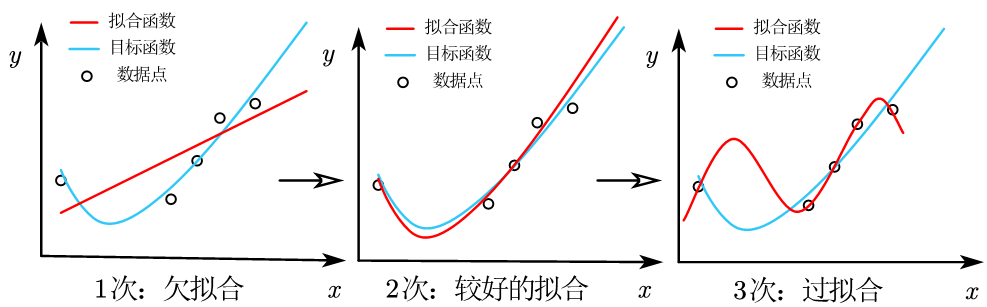 拟合函数
目标函数
数据点
y
x
1次：欠拟合
拟合函数
目标函数
数据点
y
x
2次：较好的拟合
拟合函数
目标函数
数据点
y
x
3次：过拟合